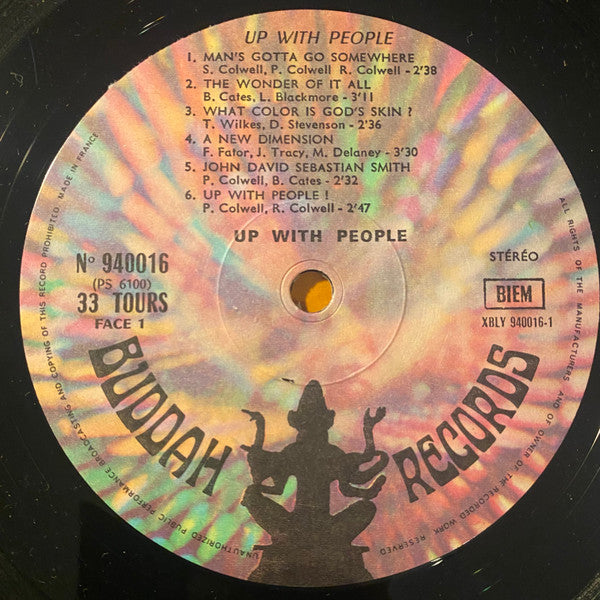 UP WITH PEOPLE
1. MAN'S GOTTA GO SOMEWHERE
S. Colwell, P. Colwell R. Colwell - 2'38
2. THE WONDER OF IT ALL
B. Cates, L. Blackmore - 3'11
3. WHAT COLOR IS GOD'S SKIN ?
T. Wilkes, D. Stevenson - 2'36
4. A NEW DIMENSION
F. Fator, J. Tracy, M. Delaney - 3'30
5. JOHN DAVID SEBASTIAN SMITH
P. Colwell, B. Cates - 2'32
6. UP WITH PEOPLE !
P. Colwell, R. Colwell - 2'47
UP WITH PEOPLE
No 940016
(PS 6100)
33 TOURS
FACE 1
STÉRÉO
BIEM
XBLY 940016-1
BUDDAH RECORDS
ALL RIGHTS OF THE MANUFACTURERS AND OF OWNER OF THE RECORDED WORK RESERVED
UNAUTHORIZED PUBLIC PERFORMANCE BROADCASTING AND COPYING OF THIS RECORD PROHIBITED. MADE IN FRANCE